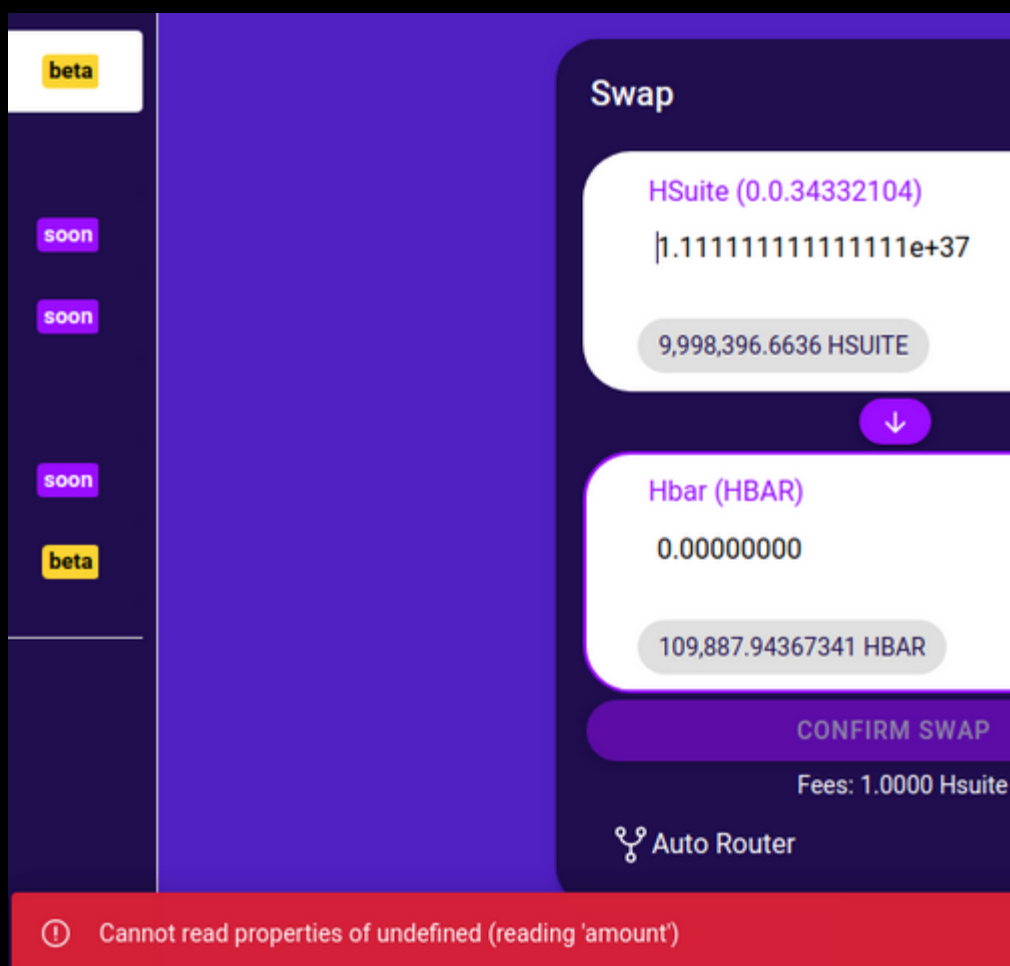 beta
soon
soon
soon
beta
Swap
HSuite (0.0.34332104)
1.111111111111111e+37
9,998,396.6636 HSUITE
Hbar (HBAR)
0.00000000
109,887.94367341 HBAR
CONFIRM SWAP
Fees: 1.0000 Hsuite
Auto Router
Cannot read properties of undefined (reading 'amount')